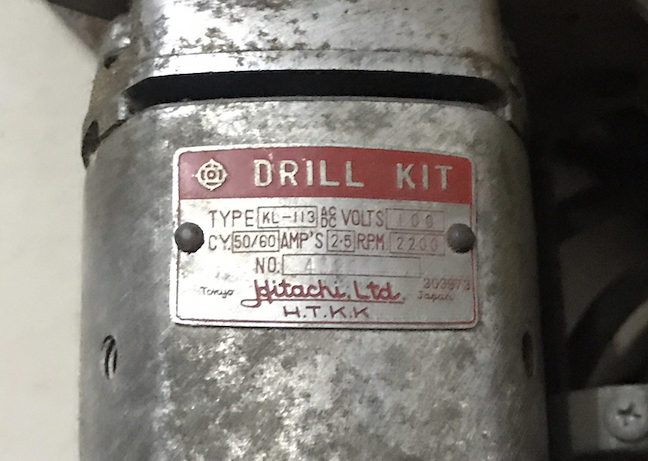 DRILL KIT
TYPE KL-113 AC DC VOLTS 100
CY. 50/60 AMP'S 2.5 RPM 2200
NO.
303973
Tokyo Hitachi, Ltd. Japan
H.T.K.K